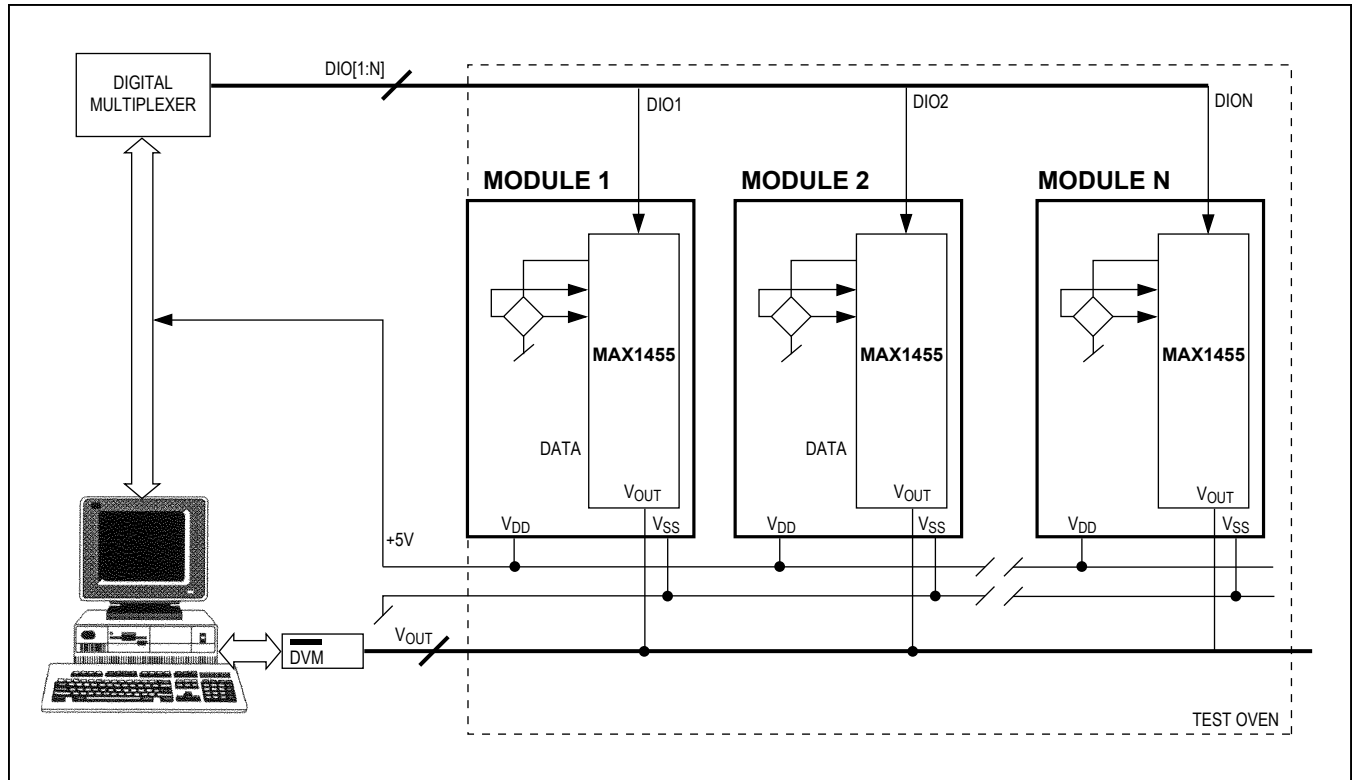 DIGITAL
MULTIPLEXER
DIO[1:N]
DIO1
DIO2
DION
MODULE 1
MODULE 2
MODULE N
MAX1455
MAX1455
MAX1455
DATA
DATA
VOUT
VOUT
VOUT
VDD
VSS
VDD
VSS
VDD
VSS
+5V
VOUT
DVM
TEST OVEN